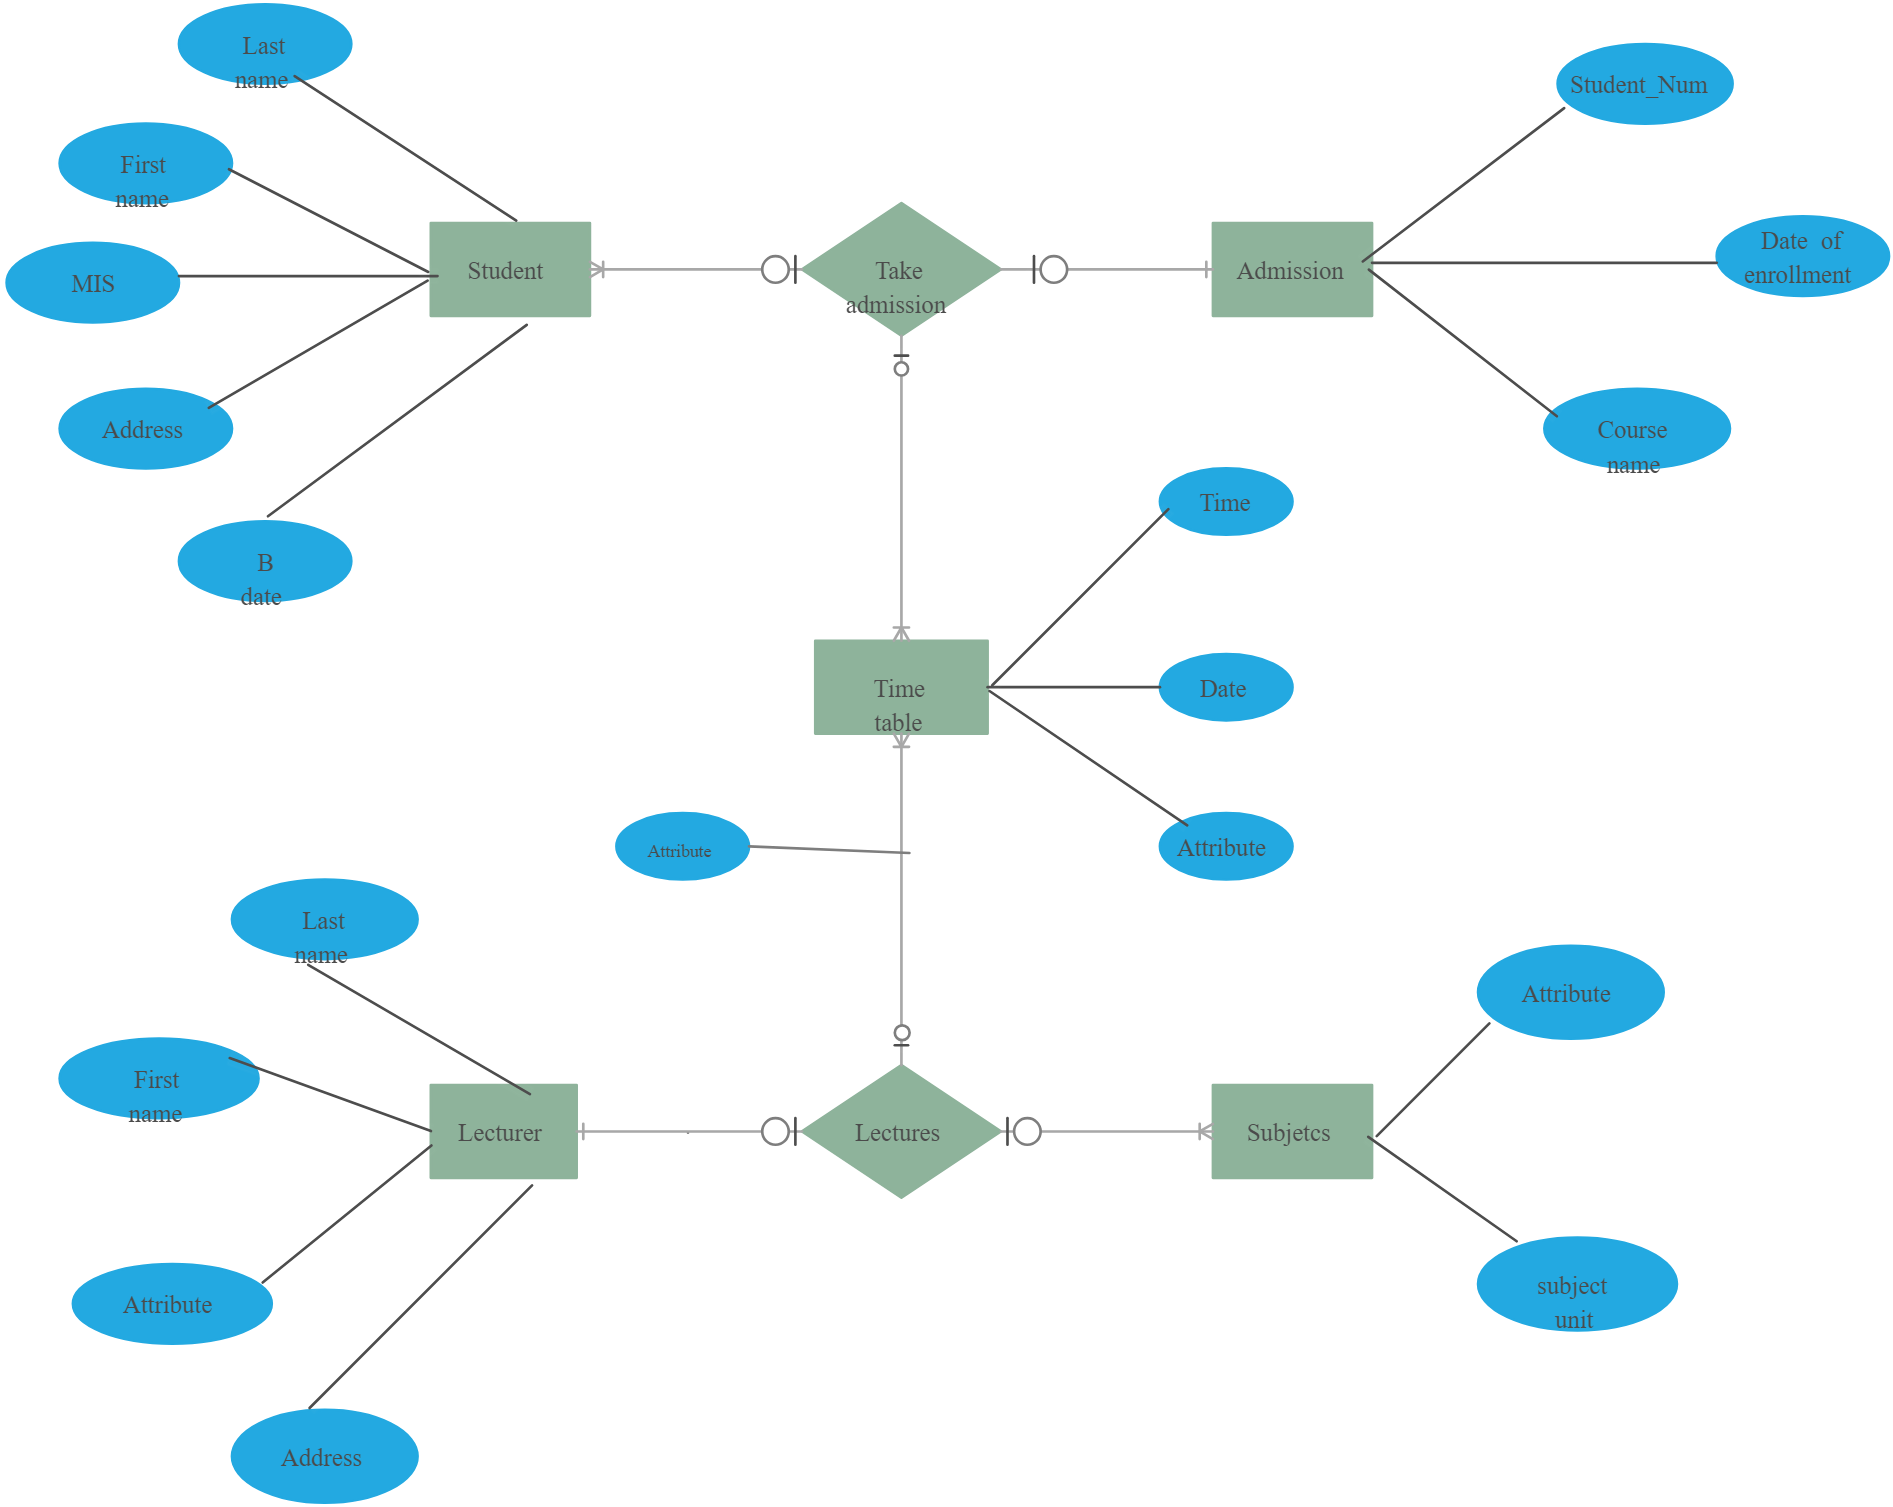 Last
name
Student_Num
First
name
Date of
enrollment
MIS
Student
Take
admission
Admission
Address
Course
name
B
date
Time
Time
table
Date
Attribute
Attribute
Last
name
Attribute
First
name
Lecturer
Lectures
Subjetcs
Attribute
subject
unit
Address